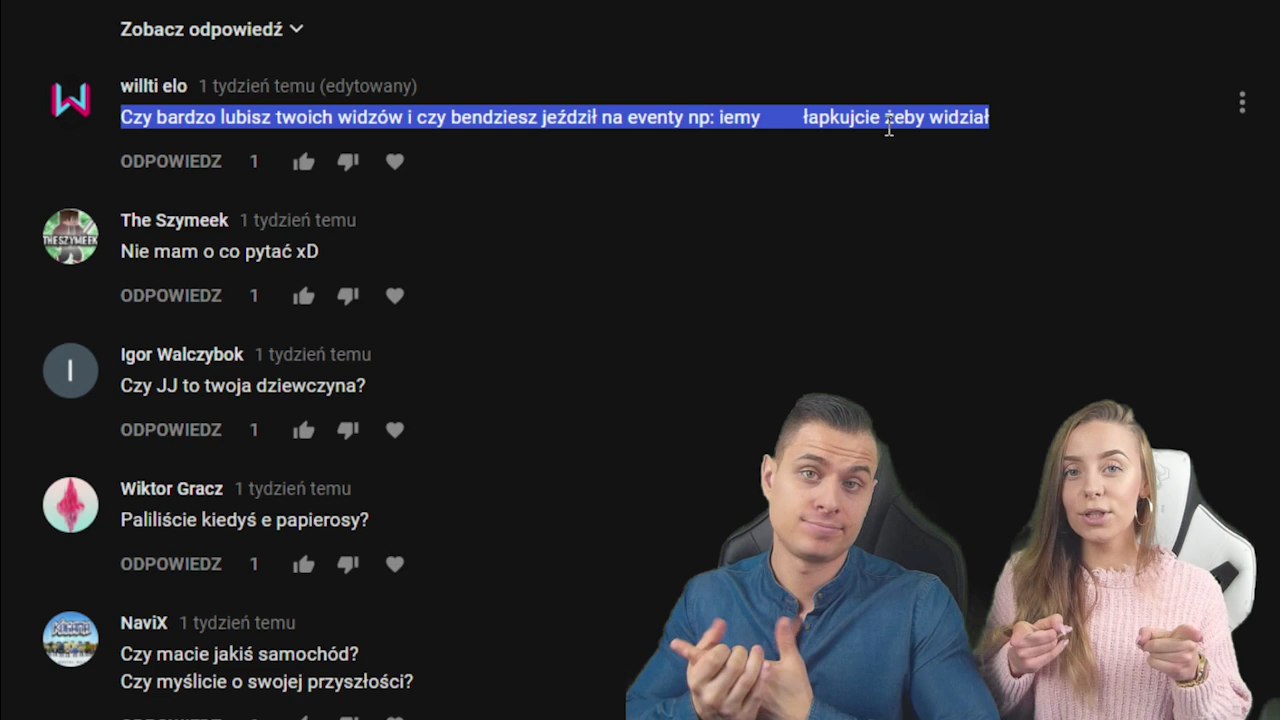 Zobacz odpowiedź
willti elo 1 tydzień temu (edytowany)
Czy bardzo lubisz twoich widzów i czy bendziesz jeździł na eventy np: iemy łapkujcie żeby widział
ODPOWIEDZ 1
The Szymeek 1 tydzień temu
THESZYMEEK
Nie mam o co pytać xD
ODPOWIEDZ 1
Igor Walczybok 1 tydzień temu
I
Czy JJ to twoja dziewczyna?
ODPOWIEDZ 1
Wiktor Gracz 1 tydzień temu
Paliliście kiedyś e papierosy?
ODPOWIEDZ 1
NaviX 1 tydzień temu
Czy macie jakiś samochód?
Czy myślicie o swojej przyszłości?